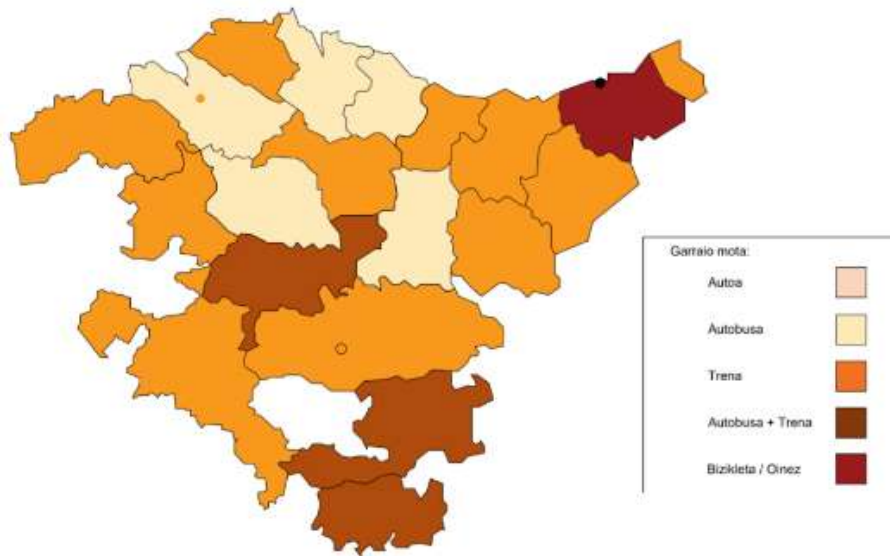 Garraio mota:
Autoa
Autobusa
Trena
Autobusa + Trena
Bizikleta / Oinez